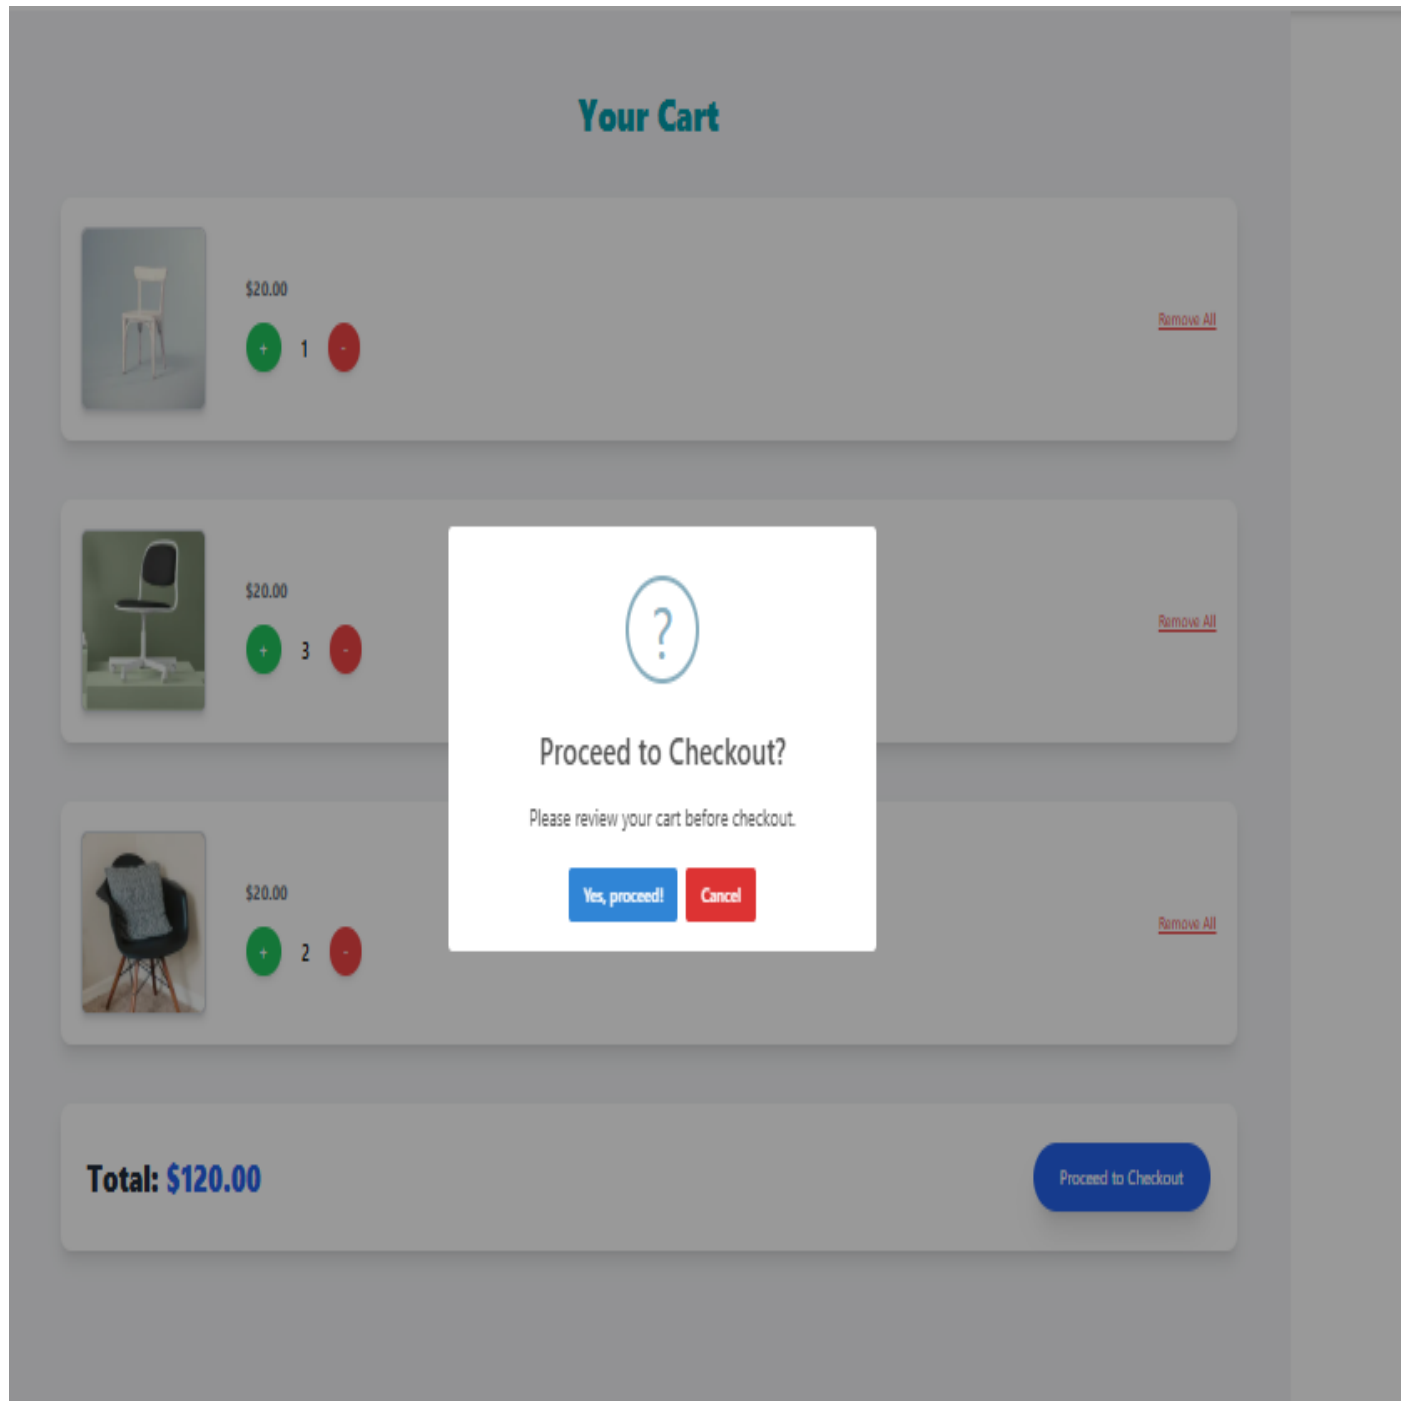 Your Cart
$20.00
+ 1 -
Remove All
$20.00
+ 3 -
Remove All
?
Proceed to Checkout?
Please review your cart before checkout.
Yes, proceed! Cancel
$20.00
+ 2 -
Remove All
Total: $120.00
Proceed to Checkout